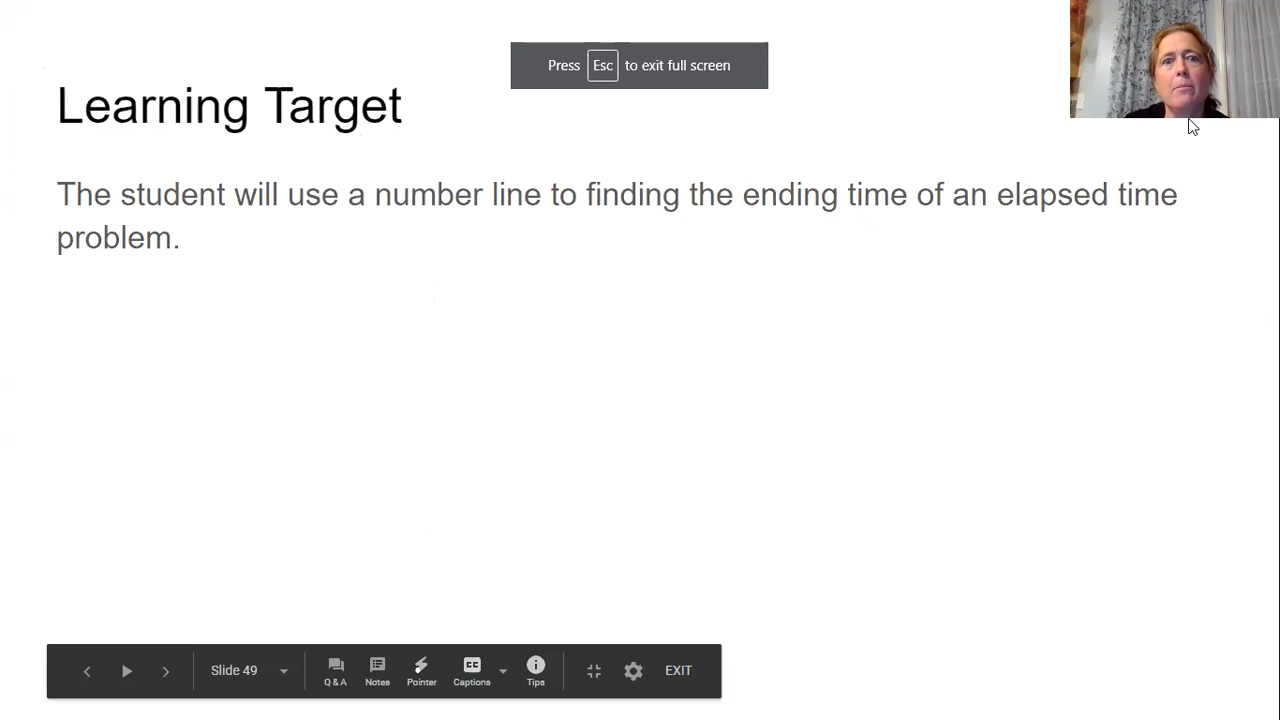 Press Esc to exit full screen
Learning Target
The student will use a number line to finding the ending time of an elapsed time
problem.
Slide 49
Q & A
Notes
Pointer
Captions
Tips
EXIT